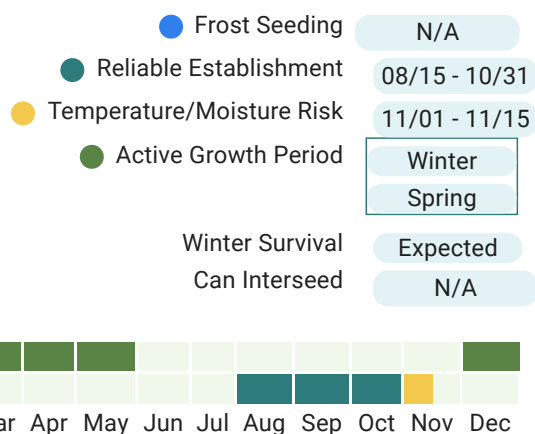 Frost Seeding N/A
Reliable Establishment 08/15 - 10/31
Temperature/Moisture Risk 11/01 - 11/15
Active Growth Period Winter
Spring
Winter Survival Expected
Can Interseed N/A
ar Apr May Jun Jul Aug Sep Oct Nov Dec